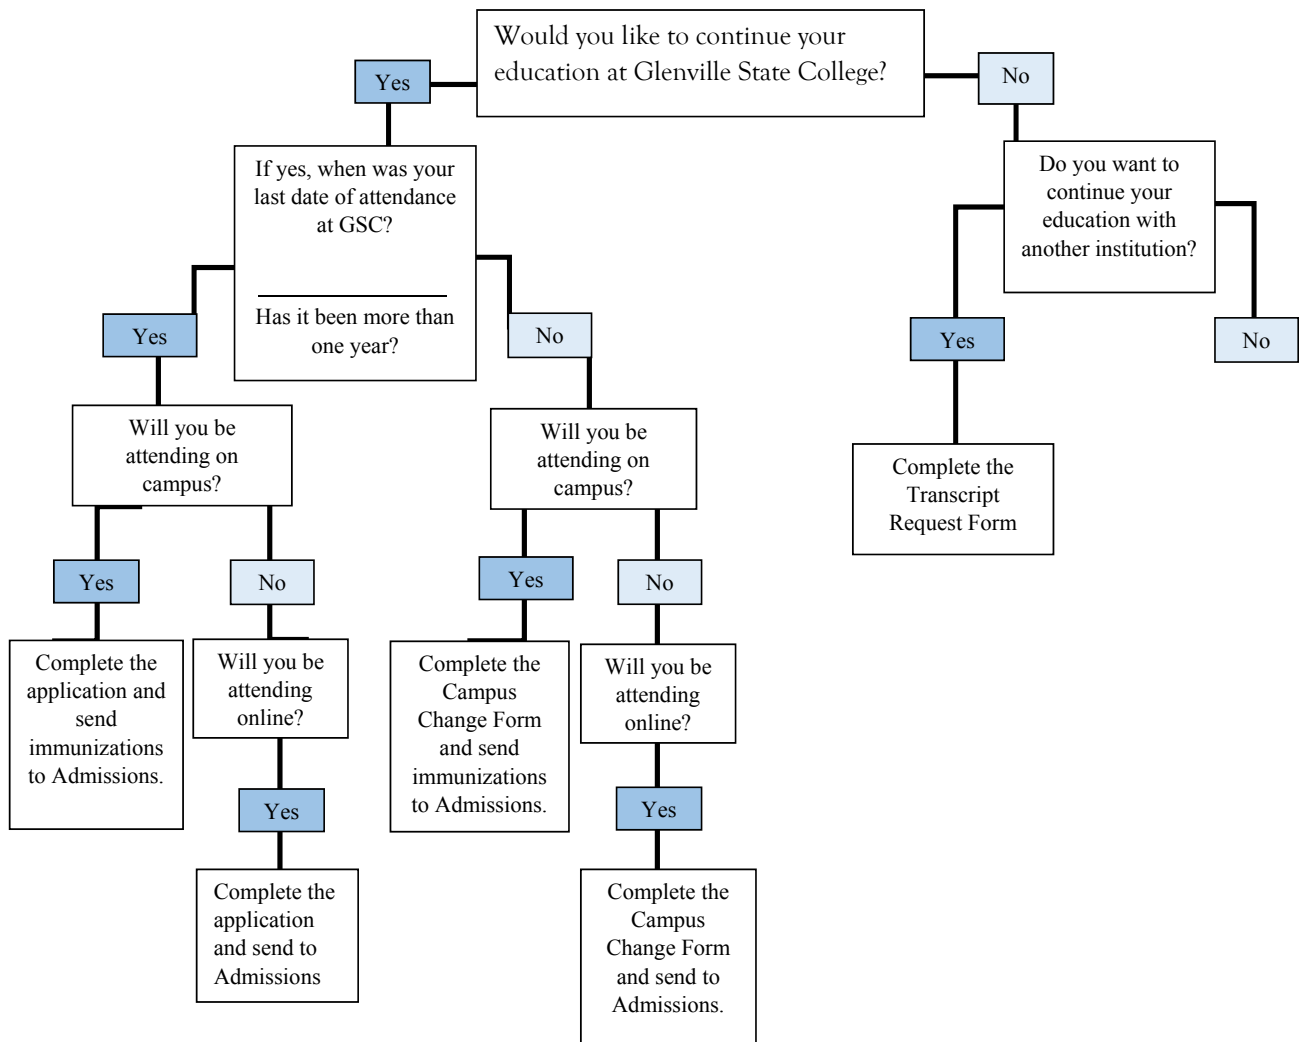 Would you like to continue your
education at Glenville State College?
Yes
No
If yes, when was your
last date of attendance
at GSC?
Has it been more than
one year?
Do you want to
continue your
education with
another institution?
Yes
No
Yes
No
Will you be
attending on
campus?
Will you be
attending on
campus?
Complete the
Transcript
Request Form
Yes
No
Yes
No
Complete the
application and
send
immunizations
to Admissions.
Will you be
attending
online?
Complete the
Campus
Change Form
and send
immunizations
to Admissions.
Will you be
attending
online?
Yes
Yes
Complete the
application
and send to
Admissions
Complete the
Campus
Change Form
and send to
Admissions.